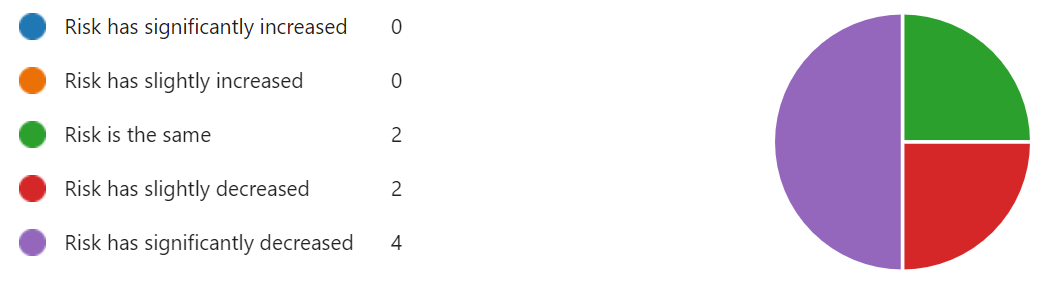 Risk has significantly increased 0
Risk has slightly increased 0
Risk is the same 2
Risk has slightly decreased 2
Risk has significantly decreased 4